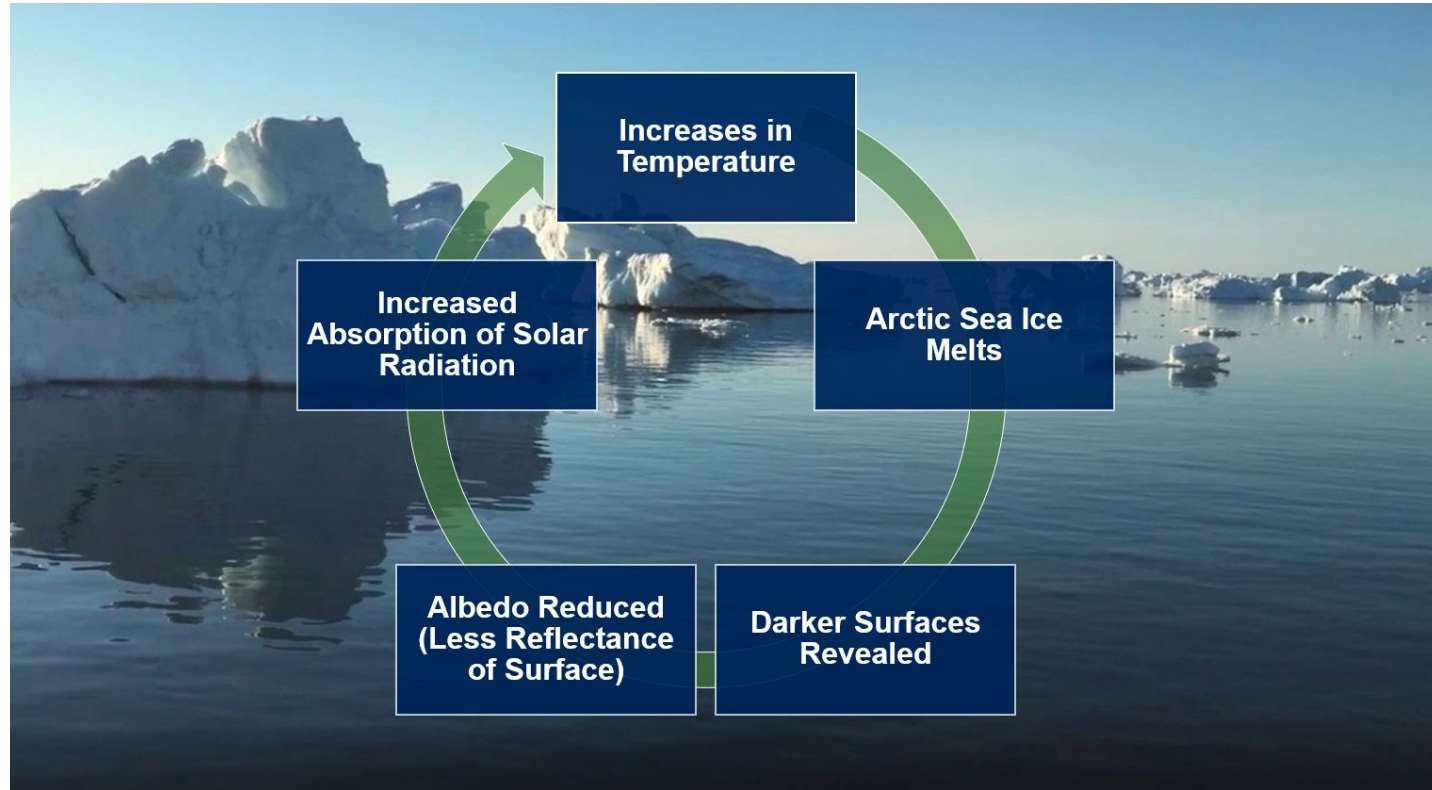 Increases in
Temperature
Arctic Sea Ice
Melts
Darker Surfaces
Revealed
Albedo Reduced
(Less Reflectance
of Surface)
Increased
Absorption of Solar
Radiation